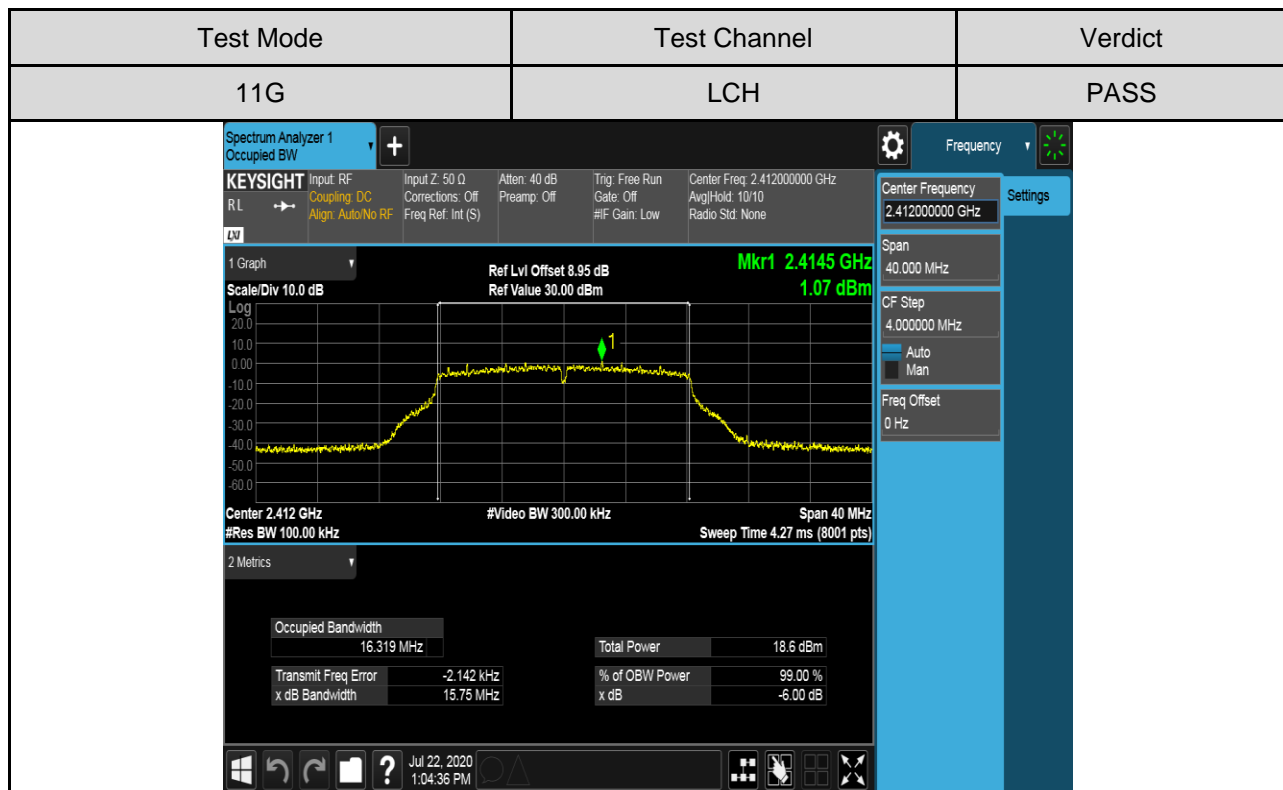 Test Mode Test Channel Verdict
11G LCH PASS
Spectrum Analyzer 1
Occupied BW
+
Frequency
KEYSIGHT Input: RF Input Z: 50 Ω Atten: 40 dB Trig: Free Run Center Freq: 2.412000000 GHz
RL Coupling: DC Corrections: Off Preamp: Off Gate: Off Avg|Hold: 10/10
Align: Auto/No RF Freq Ref: Int (S) #IF Gain: Low Radio Std: None
LXI
Center Frequency
2.412000000 GHz
Settings
Span
40.000 MHz
CF Step
4.000000 MHz
Auto
Man
Freq Offset
0 Hz
1 Graph Ref Lvl Offset 8.95 dB Mkr1 2.4145 GHz
Scale/Div 10.0 dB Ref Value 30.00 dBm 1.07 dBm
Log
20.0
10.0
0.00
-10.0
-20.0
-30.0
-40.0
-50.0
-60.0
1
Center 2.412 GHz #Video BW 300.00 kHz Span 40 MHz
#Res BW 100.00 kHz Sweep Time 4.27 ms (8001 pts)
2 Metrics
Occupied Bandwidth
16.319 MHz Total Power 18.6 dBm
Transmit Freq Error -2.142 kHz % of OBW Power 99.00 %
x dB Bandwidth 15.75 MHz x dB -6.00 dB
? Jul 22, 2020
1:04:36 PM